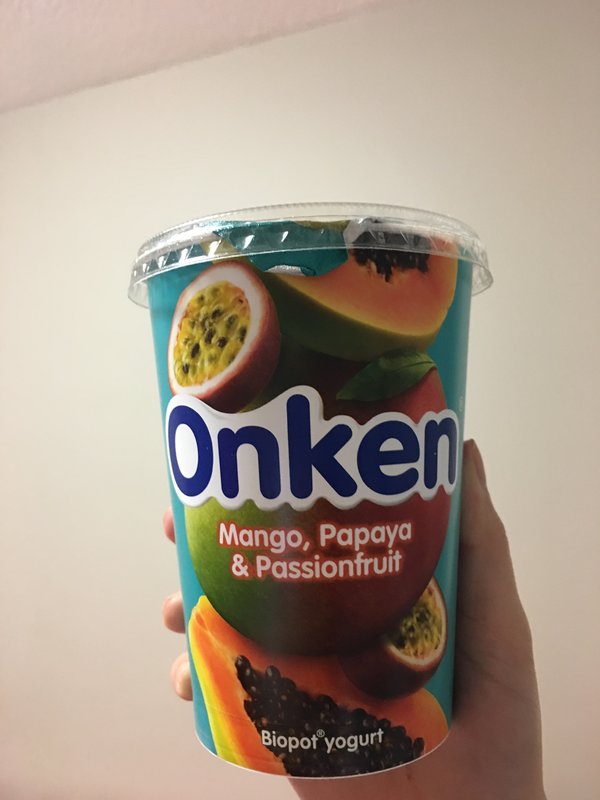 Onken
Mango, Papaya
& Passionfruit
Biopot® yogurt